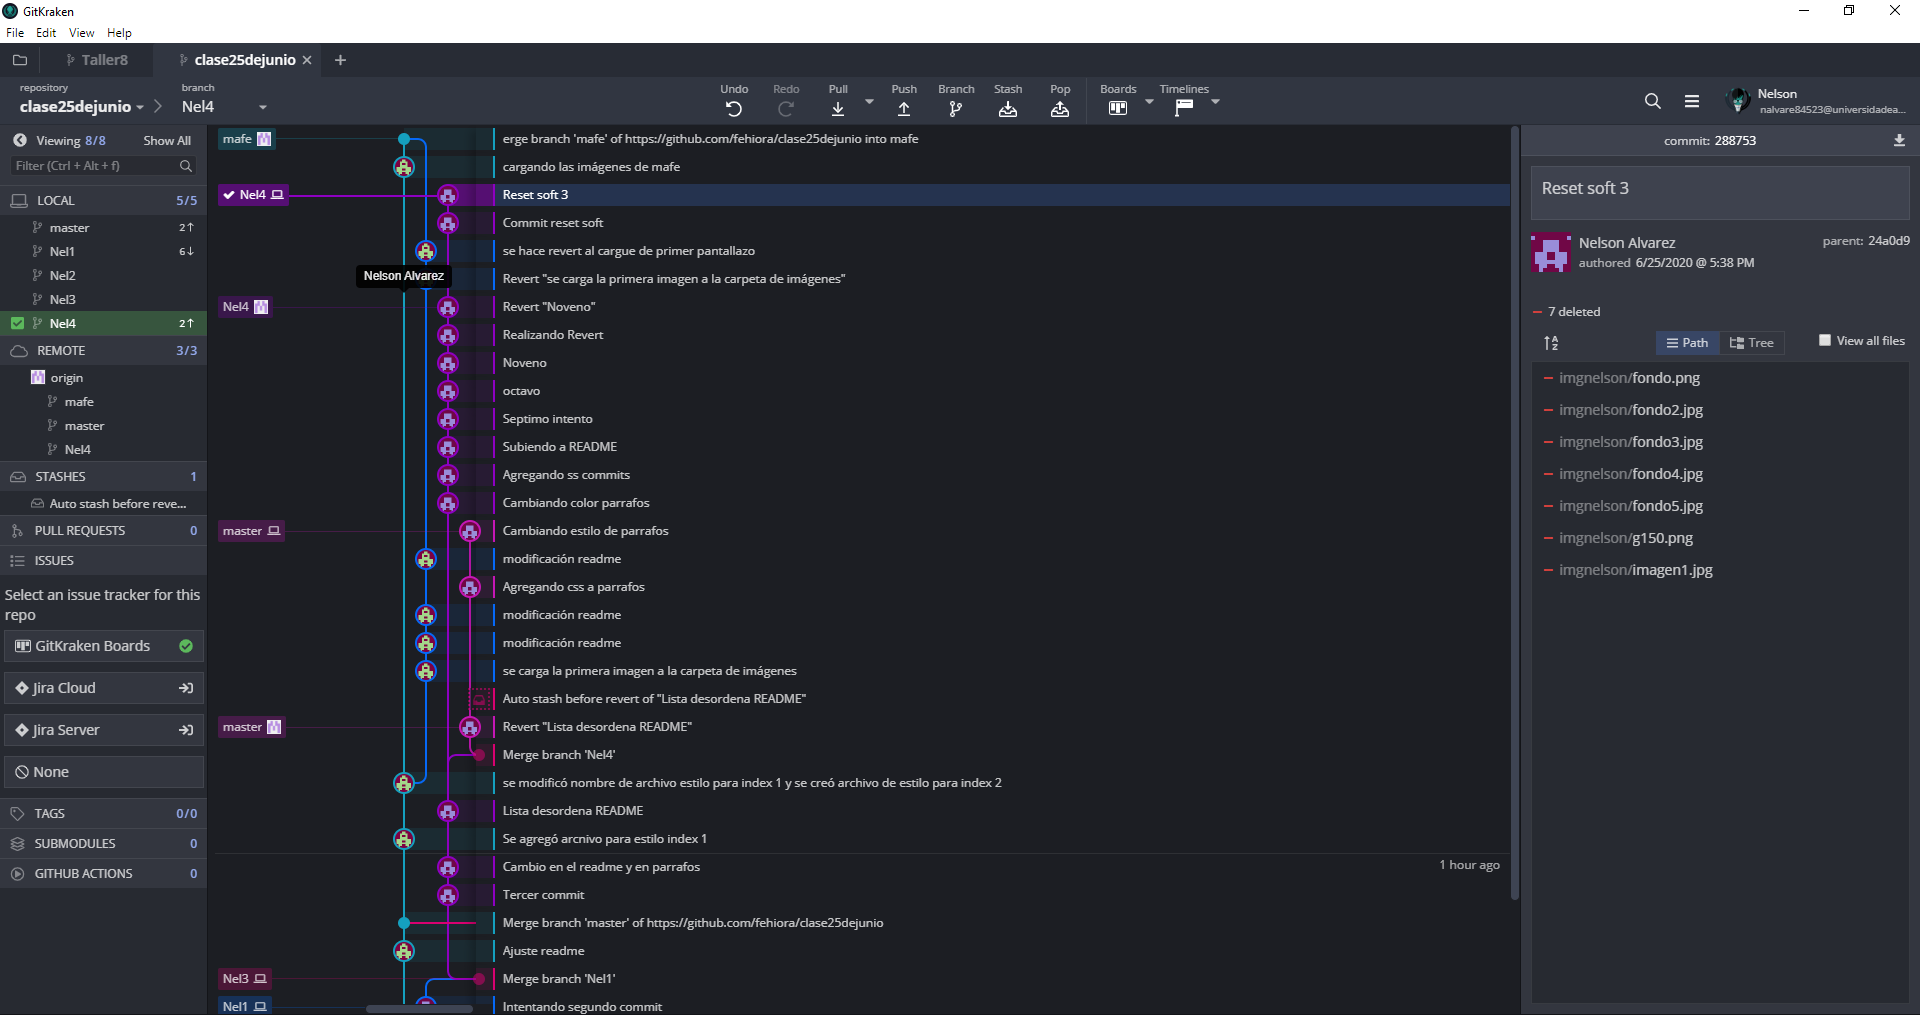 GitKraken
File Edit View Help
Taller8
clase25dejunio
repository
clase25dejunio
branch
Nel4
Undo
Redo
Pull
Push
Branch
Stash
Pop
Boards
Timelines
Nelson
nalvare84523@universidadea...
Viewing 8/8 Show All
Filter (Ctrl + Alt + f)
LOCAL 5/5
master 2↑
Nel1 6↓
Nel2
Nel3
Nel4 2↑
REMOTE 3/3
origin
mafe
master
Nel4
STASHES 1
Auto stash before reve...
PULL REQUESTS 0
ISSUES
Select an issue tracker for this
repo
GitKraken Boards
Jira Cloud
Jira Server
None
TAGS 0/0
SUBMODULES 0
GITHUB ACTIONS 0
mafe erge branch 'mafe' of https://github.com/fehiora/clase25dejunio into mafe
cargando las imágenes de mafe
Nel4 Reset soft 3
Commit reset soft
se hace revert al cargue de primer pantallazo
Nelson Alvarez
Revert "se carga la primera imagen a la carpeta de imágenes"
Nel4 Revert "Noveno"
Realizando Revert
Noveno
octavo
Septimo intento
Subiendo a README
Agregando ss commits
Cambiando color parrafos
master Cambiando estilo de parrafos
modificación readme
Agregando css a parrafos
modificación readme
modificación readme
se carga la primera imagen a la carpeta de imágenes
Auto stash before revert of "Lista desordena README"
master Revert "Lista desordena README"
Merge branch 'Nel4'
se modificó nombre de archivo estilo para index 1 y se creó archivo de estilo para index 2
Lista desordena README
Se agregó arcnivo para estilo index 1
Cambio en el readme y en parrafos 1 hour ago
Tercer commit
Merge branch 'master' of https://github.com/fehiora/clase25dejunio
Ajuste readme
Nel3 Merge branch 'Nel1'
Nel1 Intentando segundo commit
commit: 288753
Reset soft 3
Nelson Alvarez parent: 24a0d9
authored 6/25/2020 @ 5:38 PM
7 deleted
Path Tree View all files
imgnelson/fondo.png
imgnelson/fondo2.jpg
imgnelson/fondo3.jpg
imgnelson/fondo4.jpg
imgnelson/fondo5.jpg
imgnelson/g150.png
imgnelson/imagen1.jpg